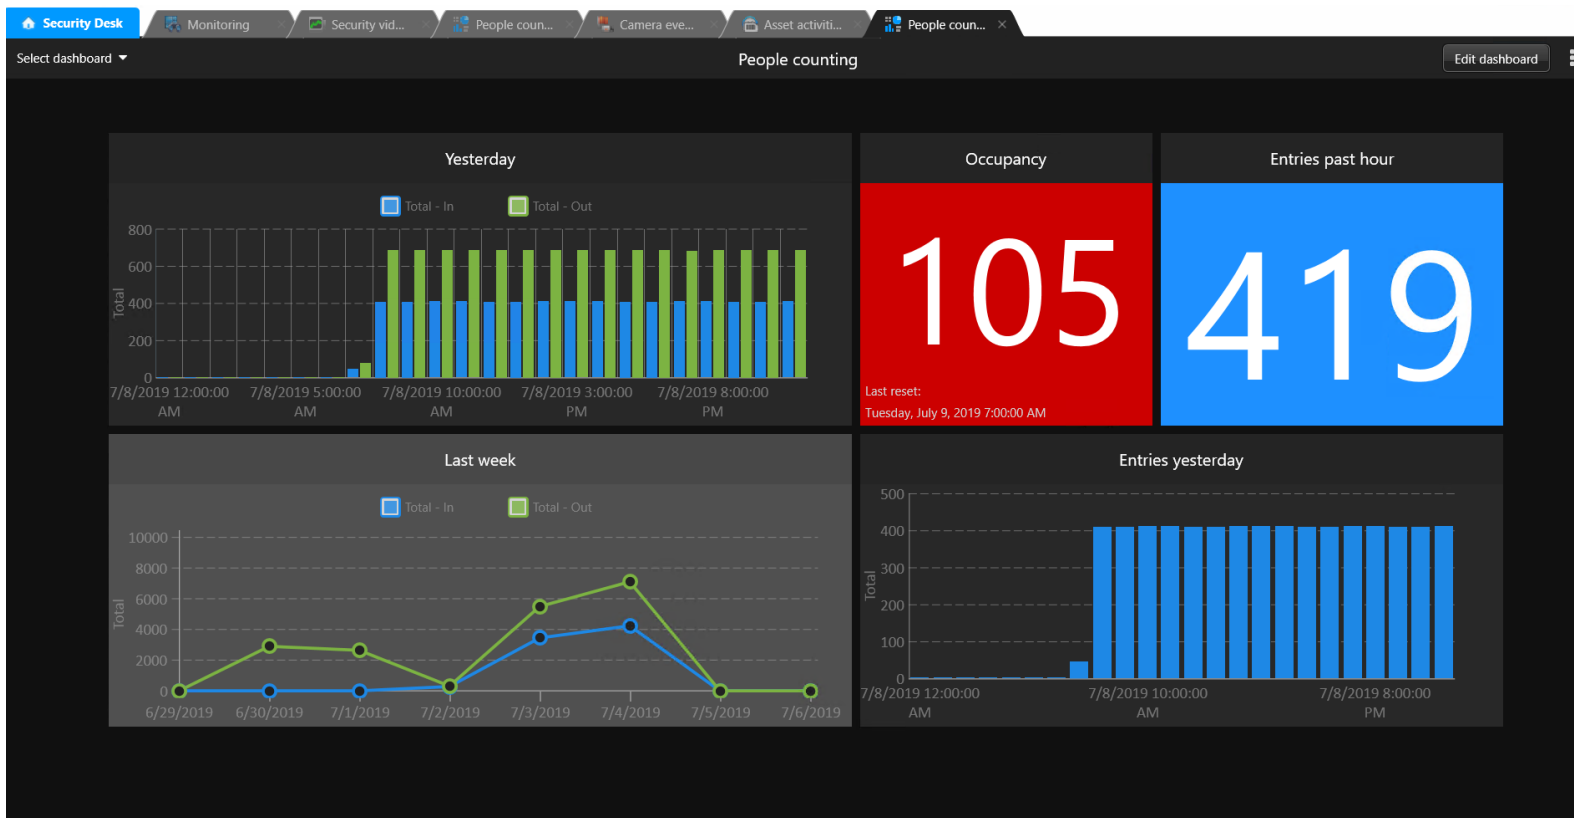 Security Desk
Monitoring
Security vid...
People coun...
Camera eve...
Asset activiti...
People coun...
Select dashboard
People counting
Edit dashboard
Yesterday
Total - In
Total - Out
800
600
400
200
0
Total
7/8/2019 12:00:00 AM
7/8/2019 5:00:00 AM
7/8/2019 10:00:00 AM
7/8/2019 3:00:00 PM
7/8/2019 8:00:00 PM
Occupancy
105
Last reset:
Tuesday, July 9, 2019 7:00:00 AM
Entries past hour
419
Last week
Total - In
Total - Out
10000
8000
6000
4000
2000
0
Total
6/29/2019
6/30/2019
7/1/2019
7/2/2019
7/3/2019
7/4/2019
7/5/2019
7/6/2019
Entries yesterday
500
400
300
200
100
0
Total
7/8/2019 12:00:00 AM
7/8/2019 10:00:00 AM
7/8/2019 8:00:00 PM